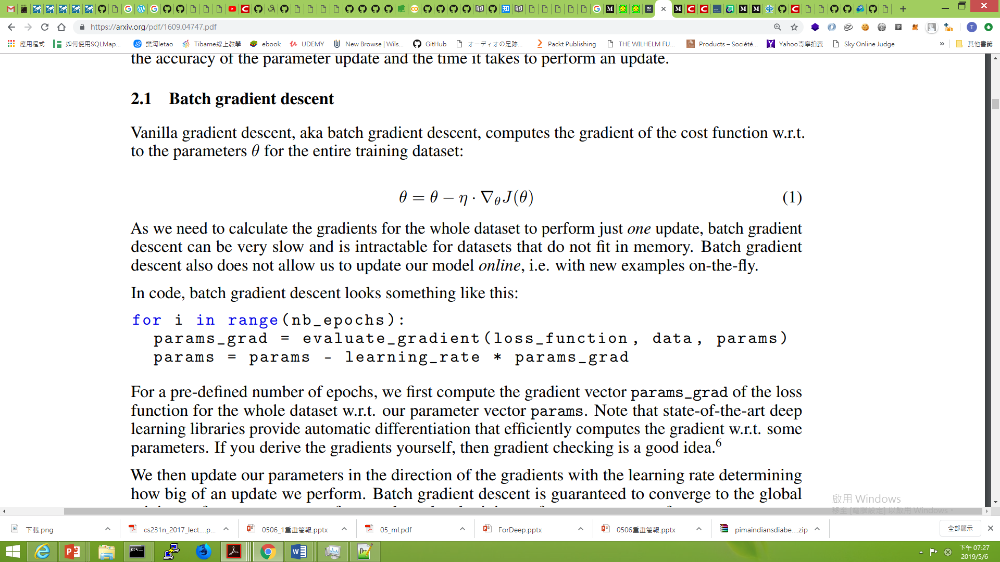 https://arxiv.org/pdf/1609.04747.pdf
應用程式
如何使用SQLMap...
樂淘letao
Tibame線上教學
ebook
UDEMY
New Browse | Wils...
GitHub
オーディオの足跡...
Packt Publishing
THE WILHELM FU...
Products – Société...
Yahoo奇摩拍賣
Sky Online Judge
»
其他書籤
the accuracy of the parameter update and the time it takes to perform an update.
2.1 Batch gradient descent
Vanilla gradient descent, aka batch gradient descent, computes the gradient of the cost function w.r.t.
to the parameters θ for the entire training dataset:
θ = θ − η · ∇θJ(θ) (1)
As we need to calculate the gradients for the whole dataset to perform just one update, batch gradient
descent can be very slow and is intractable for datasets that do not fit in memory. Batch gradient
descent also does not allow us to update our model online, i.e. with new examples on-the-fly.
In code, batch gradient descent looks something like this:
for i in range(nb_epochs):
params_grad = evaluate_gradient(loss_function, data, params)
params = params - learning_rate * params_grad
For a pre-defined number of epochs, we first compute the gradient vector params_grad of the loss
function for the whole dataset w.r.t. our parameter vector params. Note that state-of-the-art deep
learning libraries provide automatic differentiation that efficiently computes the gradient w.r.t. some
parameters. If you derive the gradients yourself, then gradient checking is a good idea.6
We then update our parameters in the direction of the gradients with the learning rate determining
how big of an update we perform. Batch gradient descent is guaranteed to converge to the global
啟用 Windows
移至 [電腦設定] 以啟用 Windows。
下載.png
cs231n_2017_lect....p...
0506_1重盡簡報.pptx
05_ml.pdf
ForDeep.pptx
0506重盡簡報.pptx
pimaindiansdiabe....zip
全部顯示
下午 07:27
2019/5/6